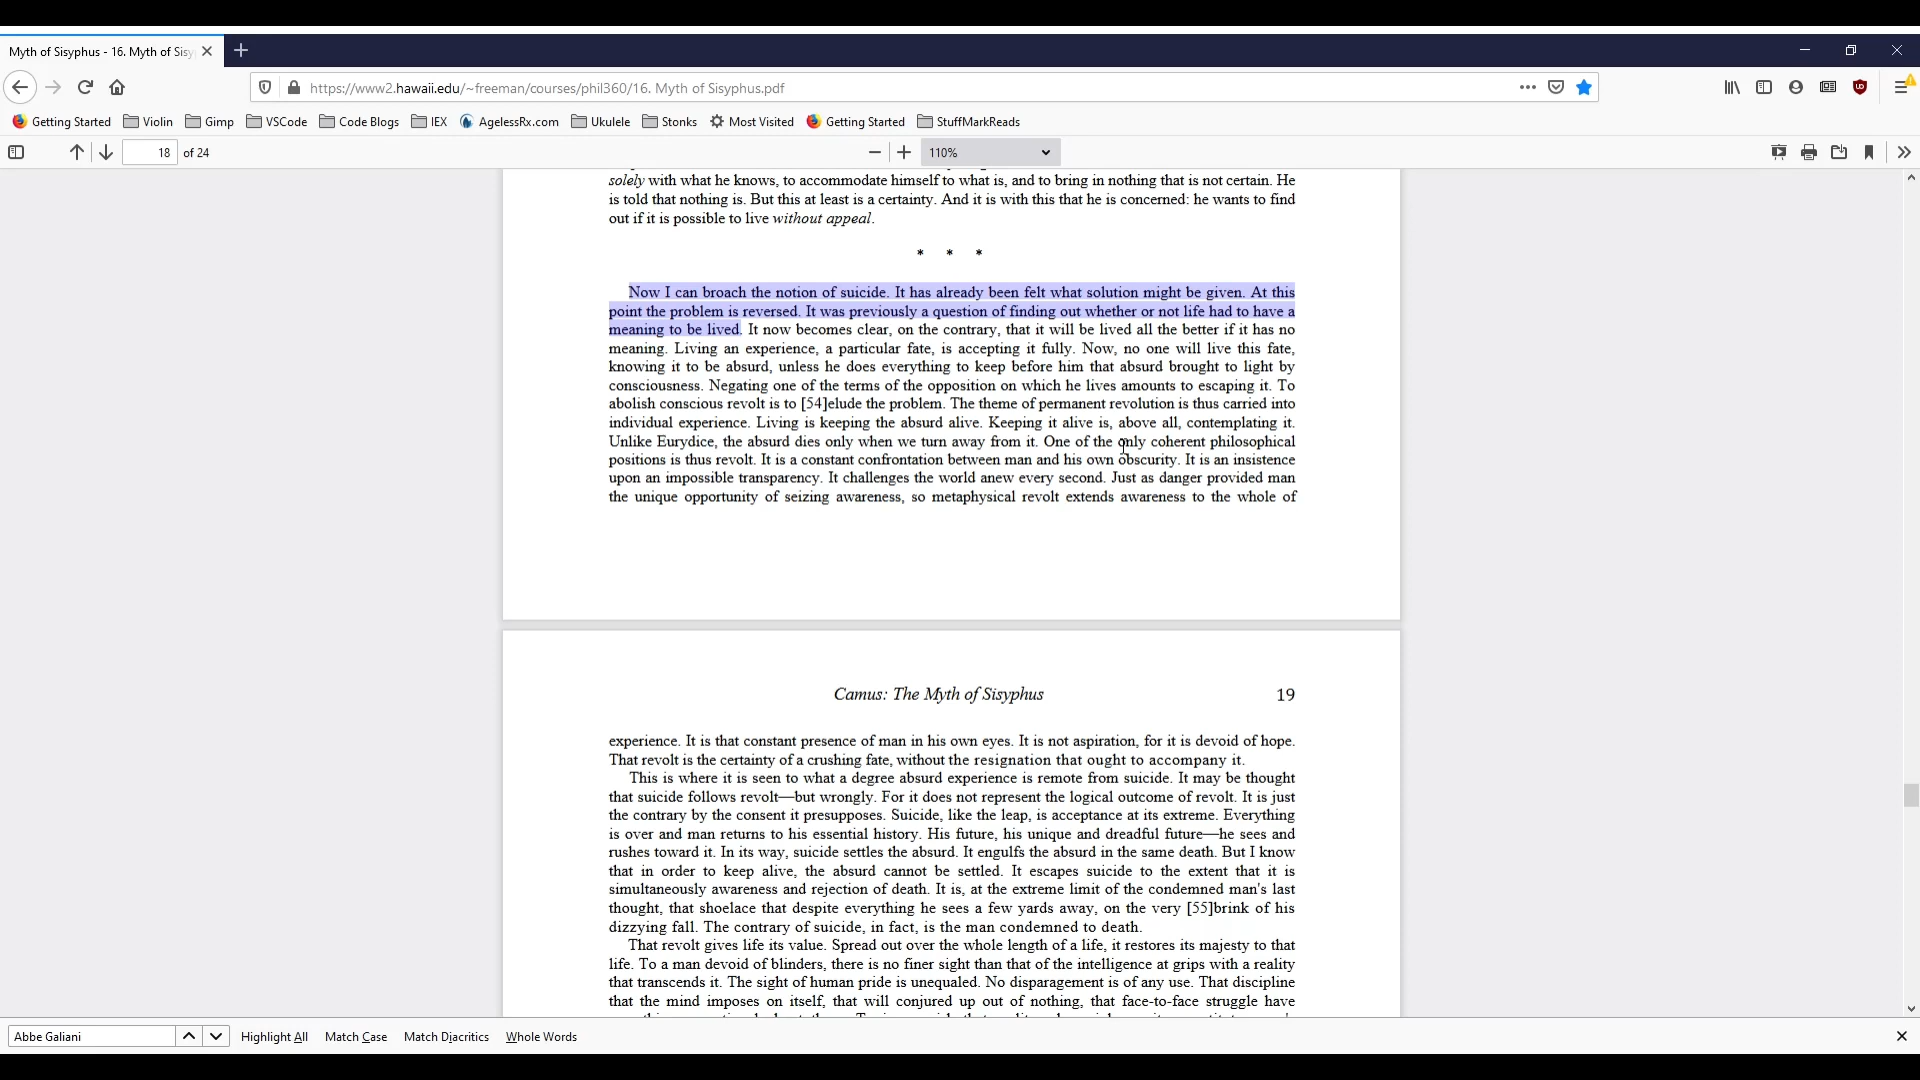 Myth of Sisyphus - 16. Myth of Sisy
https://www2.hawaii.edu/~freeman/courses/phil360/16. Myth of Sisyphus.pdf
Getting Started Violin Gimp VSCode Code Blogs IEX AgelessRx.com Ukulele Stonks Most Visited Getting Started StuffMarkReads
18 of 24 110%
solely with what he knows, to accommodate himself to what is, and to bring in nothing that is not certain. He
is told that nothing is. But this at least is a certainty. And it is with this that he is concerned: he wants to find
out if it is possible to live without appeal.
* * *
Now I can broach the notion of suicide. It has already been felt what solution might be given. At this
point the problem is reversed. It was previously a question of finding out whether or not life had to have a
meaning to be lived. It now becomes clear, on the contrary, that it will be lived all the better if it has no
meaning. Living an experience, a particular fate, is accepting it fully. Now, no one will live this fate,
knowing it to be absurd, unless he does everything to keep before him that absurd brought to light by
consciousness. Negating one of the terms of the opposition on which he lives amounts to escaping it. To
abolish conscious revolt is to [54]elude the problem. The theme of permanent revolution is thus carried into
individual experience. Living is keeping the absurd alive. Keeping it alive is, above all, contemplating it.
Unlike Eurydice, the absurd dies only when we turn away from it. One of the only coherent philosophical
positions is thus revolt. It is a constant confrontation between man and his own obscurity. It is an insistence
upon an impossible transparency. It challenges the world anew every second. Just as danger provided man
the unique opportunity of seizing awareness, so metaphysical revolt extends awareness to the whole of
Camus: The Myth of Sisyphus 19
experience. It is that constant presence of man in his own eyes. It is not aspiration, for it is devoid of hope.
That revolt is the certainty of a crushing fate, without the resignation that ought to accompany it.
This is where it is seen to what a degree absurd experience is remote from suicide. It may be thought
that suicide follows revolt—but wrongly. For it does not represent the logical outcome of revolt. It is just
the contrary by the consent it presupposes. Suicide, like the leap, is acceptance at its extreme. Everything
is over and man returns to his essential history. His future, his unique and dreadful future—he sees and
rushes toward it. In its way, suicide settles the absurd. It engulfs the absurd in the same death. But I know
that in order to keep alive, the absurd cannot be settled. It escapes suicide to the extent that it is
simultaneously awareness and rejection of death. It is, at the extreme limit of the condemned man's last
thought, that shoelace that despite everything he sees a few yards away, on the very [55]brink of his
dizzying fall. The contrary of suicide, in fact, is the man condemned to death.
That revolt gives life its value. Spread out over the whole length of a life, it restores its majesty to that
life. To a man devoid of blinders, there is no finer sight than that of the intelligence at grips with a reality
that transcends it. The sight of human pride is unequaled. No disparagement is of any use. That discipline
that the mind imposes on itself, that will conjured up out of nothing, that face-to-face struggle have
Abbe Galiani Highlight All Match Case Match Diacritics Whole Words